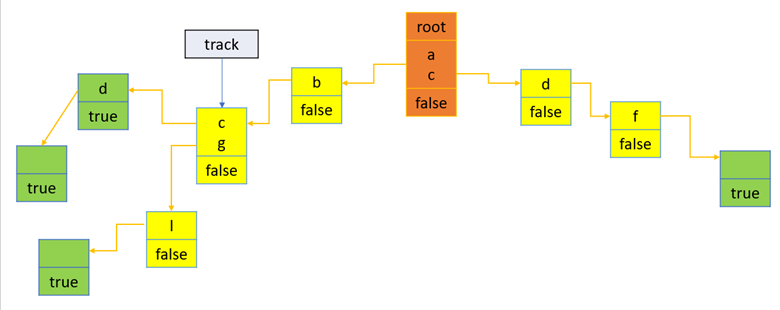 root
a
c
false
track
b
false
d
true
c
g
false
d
false
f
false
true
true
l
false
true